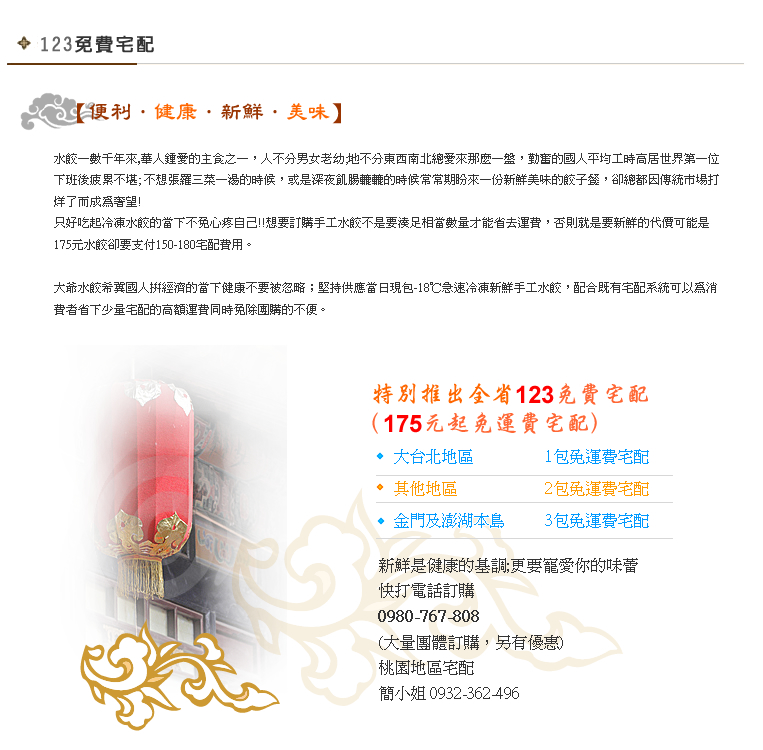 123免費宅配
【便利‧健康‧新鮮‧美味】
水餃一數千年來,華人鍾愛的主食之一，人不分男女老幼;地不分東西南北總愛來那麼一盤，勤奮的國人平均工時高居世界第一位
下班後疲累不堪; 不想張羅三菜一湯的時候，或是深夜飢腸轆轆的時候常常期盼來一份新鮮美味的餃子餐，卻總都因傳統市場打
烊了而成為奢望!
只好吃起冷凍水餃的當下不免心疼自己!!想要訂購手工水餃不是要湊足相當數量才能省去運費，否則就是要新鮮的代價可能是
175元水餃卻要支付150-180宅配費用。
大爺水餃希冀國人拼經濟的當下健康不要被忽略；堅持供應當日現包-18℃急速冷凍新鮮手工水餃，配合既有宅配系統可以為消
費者省下少量宅配的高額運費同時免除團購的不便。
特別推出全省123免費宅配
(175元起免運費宅配)
大台北地區 1包免運費宅配
其他地區 2包免運費宅配
金門及澎湖本島 3包免運費宅配
新鮮是健康的基調;更要寵愛你的味蕾
快打電話訂購
0980-767-808
(大量團體訂購，另有優惠)
桃園地區宅配
簡小姐 0932-362-496